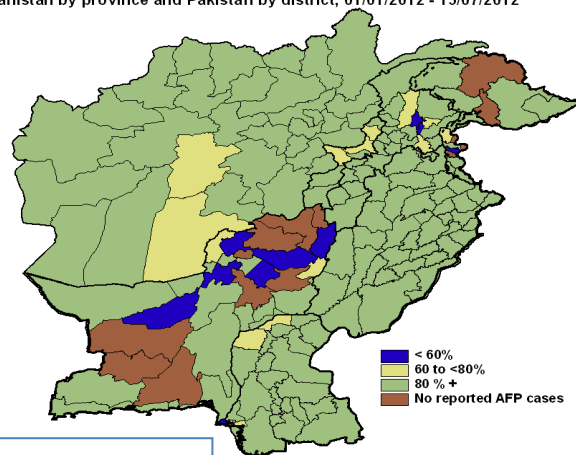 anistan by province and Pakistan by district, 01/01/2012 - 15/07/2012
< 60%
60 to <80%
80 % +
No reported AFP cases